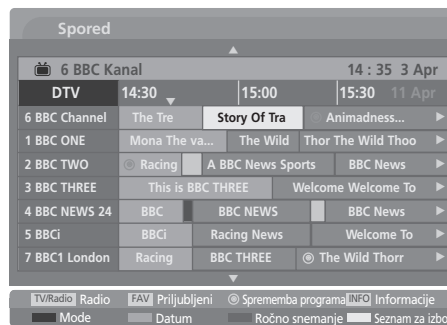 Spored
6 BBC Kanal 14 : 35 3 Apr
DTV 14:30 15:00 15:30 11 Apr
6 BBC Channel The Tre Story Of Tra Animadness...
1 BBC ONE Mona The va... The Wild Thor The Wild Thoo
2 BBC TWO Racing A BBC News Sports BBC News
3 BBC THREE This is BBC THREE Welcome Welcome To
4 BBC NEWS 24 BBC BBC NEWS BBC News
5 BBCi BBCi Racing News Welcome To
7 BBC1 London Racing BBC THREE The Wild Thorr
TV/Radio Radio FAV Priljubljeni Sprememba programa INFO Informacije
Mode Datum Ročno snemanje Seznam za izbo